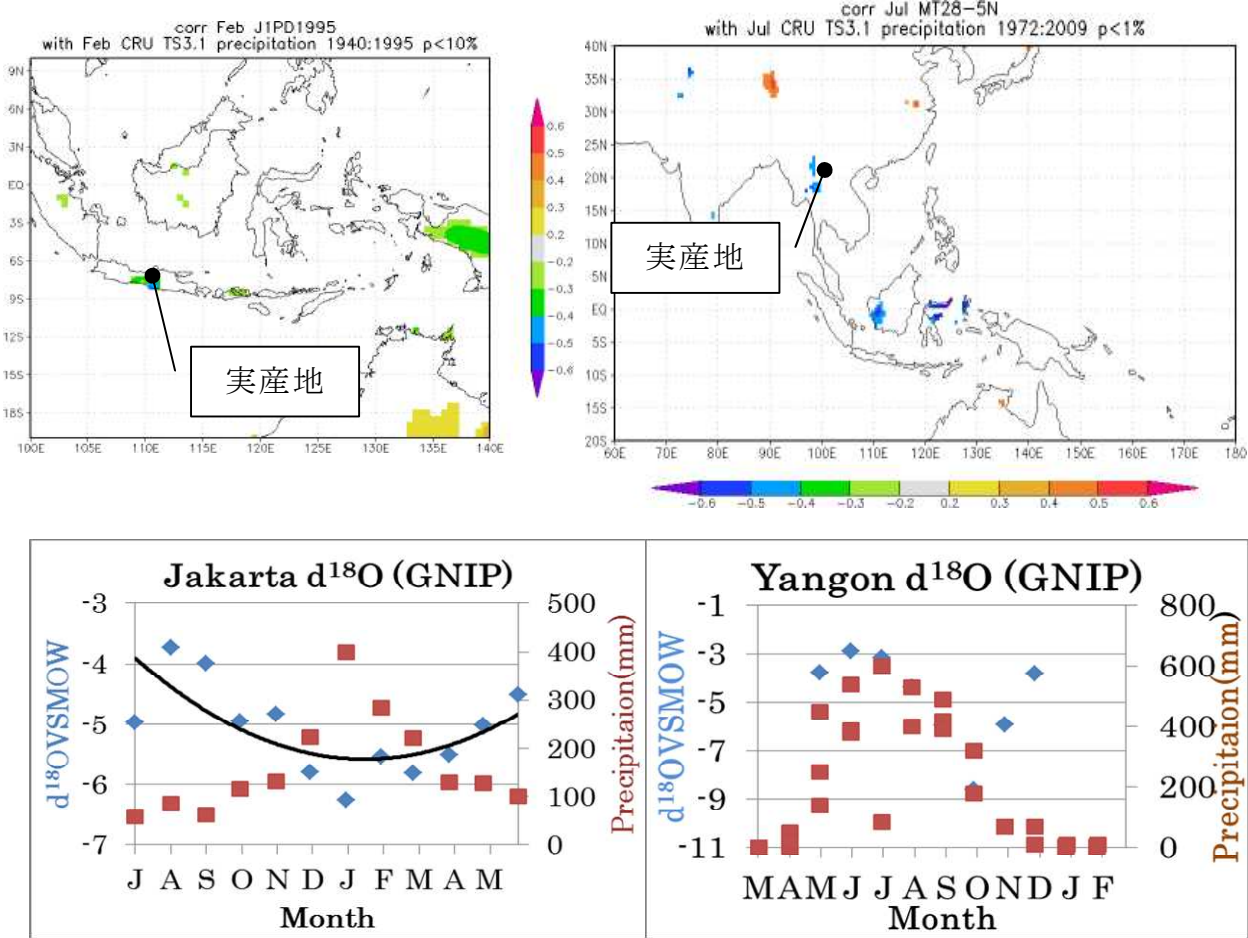 corr Feb J1PD1995
with Feb CRU TS3.1 precipitation 1940:1995 p<10%
9N
6N
3N
EQ
3S
6S
9S
12S
15S
18S
100E 105E 110E 115E 120E 125E 130E 135E 140E
実産地
0.6
0.5
0.4
0.3
0.2
-0.2
-0.3
-0.4
-0.5
-0.6
corr Jul MT28-5N
with Jul CRU TS3.1 precipitation 1972:2009 p<1%
40N
35N
30N
25N
20N
15N
10N
5N
EQ
5S
10S
15S
20S
60E 70E 80E 90E 100E 110E 120E 130E 140E 150E 160E 170E 180
実産地
-0.6 -0.5 -0.4 -0.3 -0.2 0.2 0.3 0.4 0.5 0.6
Jakarta d¹⁸O (GNIP)
d¹⁸OVSMOW
-3
-4
-5
-6
-7
500
400
300
200
100
0
Precipitaion(mm)
J A S O N D J F M A M
Month
Yangon d¹⁸O (GNIP)
d¹⁸OVSMOW
-1
-3
-5
-7
-9
-11
800
600
400
200
0
Precipitaion(mm)
M A M J J A S O N D J F
Month